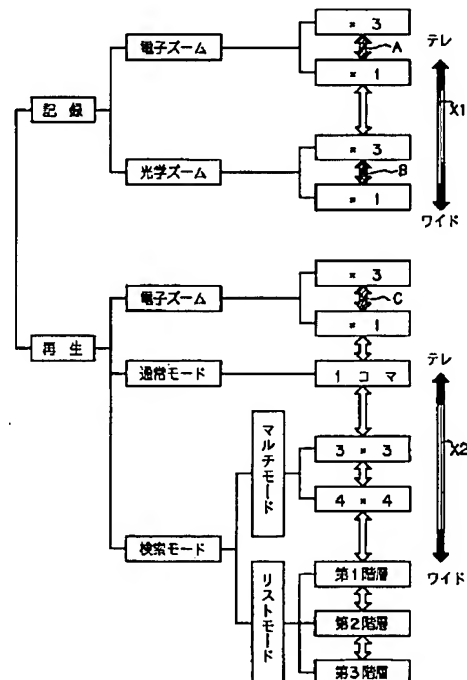 × 3
A
テレ
電子ズーム
× 1
X1
記 録
× 3
光学ズーム
B
× 1
ワイド
× 3
電子ズーム
C
× 1
再 生
テレ
通常モード
1 コ マ
マルチモード
3 × 3
X2
4 × 4
検索モード
ワイド
リストモード
第1階層
第2階層
第3階層